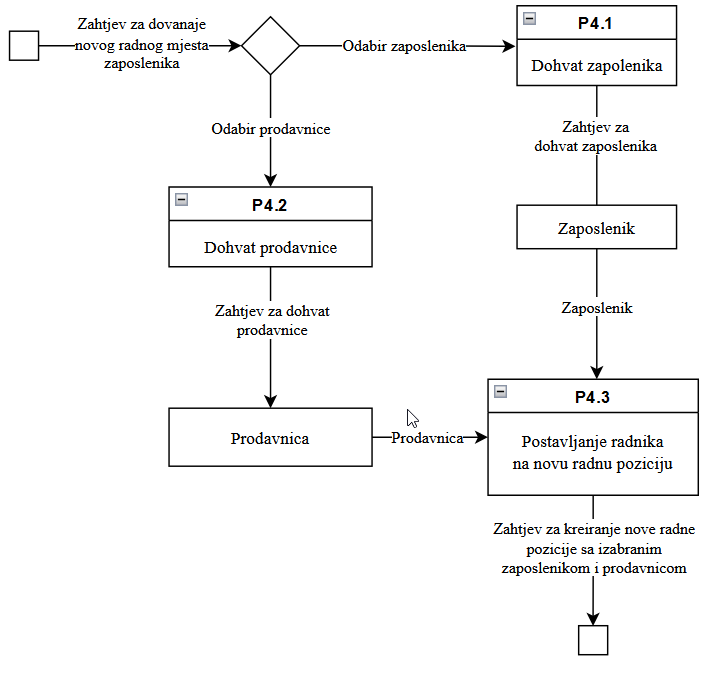 Zahtjev za dovanaje
novog radnog mjesta
zaposlenika
Odabir zaposlenika
P4.1
Dohvat zapolenika
Odabir prodavnice
Zahtjev za
dohvat zaposlenika
P4.2
Dohvat prodavnice
Zaposlenik
Zahtjev za dohvat
prodavnice
Zaposlenik
Prodavnica
Prodavnica
P4.3
Postavljanje radnika
na novu radnu poziciju
Zahtjev za kreiranje nove radne
pozicije sa izabranim
zaposlenikom i prodavnicom